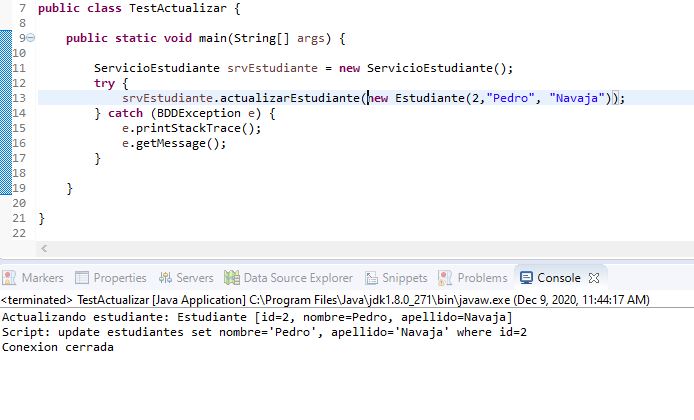 7 public class TestActualizar {
8
9 public static void main(String[] args) {
10
11 ServicioEstudiante srvEstudiante = new ServicioEstudiante();
12 try {
13 srvEstudiante.actualizarEstudiante(new Estudiante(2,"Pedro", "Navaja"));
14 } catch (BDDException e) {
15 e.printStackTrace();
16 e.getMessage();
17 }
18
19 }
20
21 }
22
Markers Properties Servers Data Source Explorer Snippets Problems Console
<terminated> TestActualizar [Java Application] C:\Program Files\Java\jdk1.8.0_271\bin\javaw.exe (Dec 9, 2020, 11:44:17 AM)
Actualizando estudiante: Estudiante [id=2, nombre=Pedro, apellido=Navaja]
Script: update estudiantes set nombre='Pedro', apellido='Navaja' where id=2
Conexion cerrada